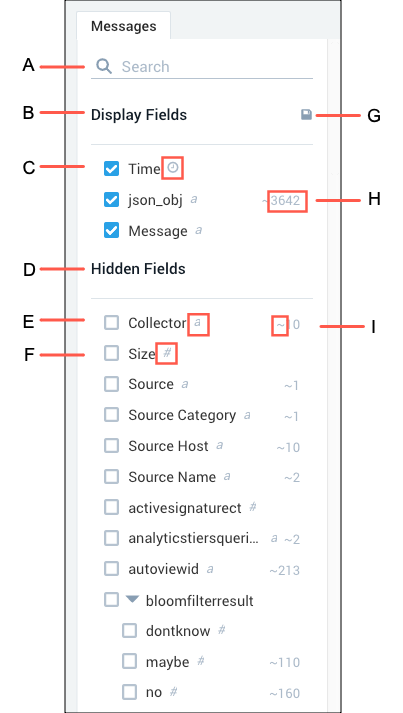 Messages
A Search
B Display Fields G
C Time
json_obj a ~3642 H
Message a
D Hidden Fields
E Collector a ~10 I
F Size #
Source a ~1
Source Category a ~1
Source Host a ~10
Source Name a ~2
activesignaturect #
analyticstiersqueri... a ~2
autoviewid a ~213
bloomfilterresult
dontknow #
maybe # ~110
no # ~160